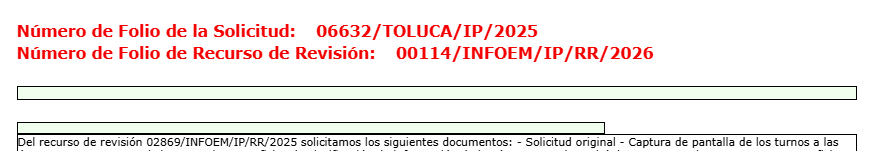 Número de Folio de la Solicitud: 06632/TOLUCA/IP/2025
Número de Folio de Recurso de Revisión: 00114/INFOEM/IP/RR/2026
Del recurso de revisión 02869/INFOEM/IP/RR/2025 solicitamos los siguientes documentos: - Solicitud original - Captura de pantalla de los turnos a las